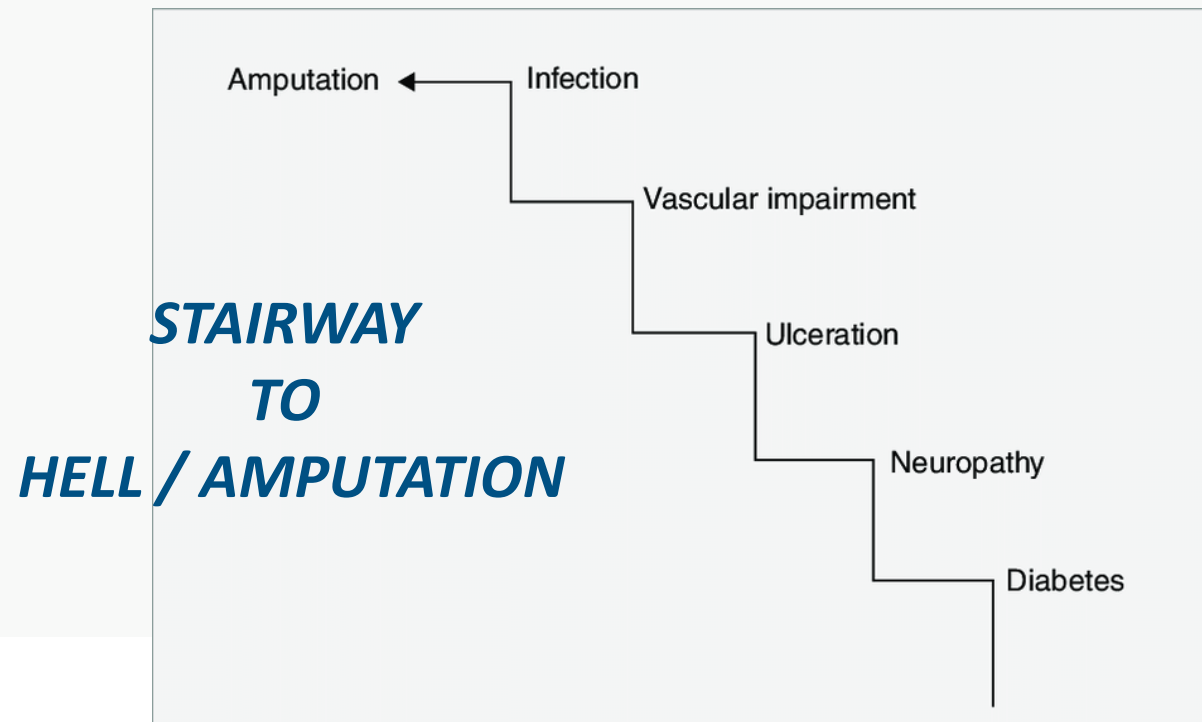 Amputation
Infection
Vascular impairment
STAIRWAY
TO
HELL / AMPUTATION
Ulceration
Neuropathy
Diabetes